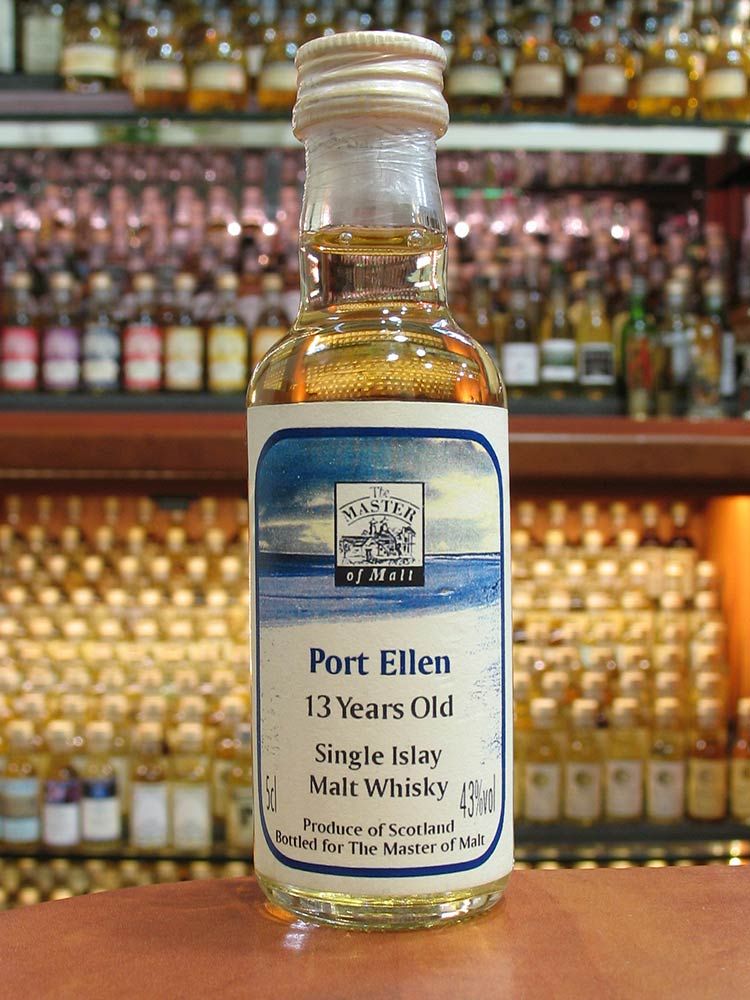 The
MASTER
of Malt
Port Ellen
13 Years Old
Single Islay
Malt Whisky
5cl
43%vol
Produce of Scotland
Bottled for The Master of Malt